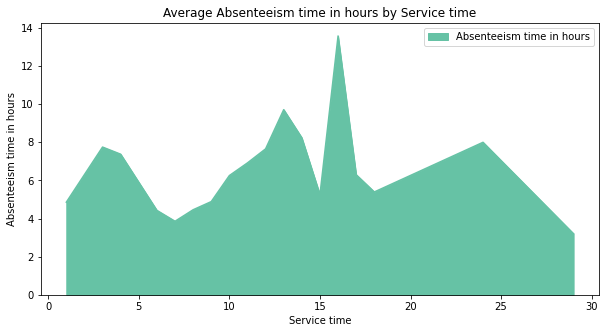 Average Absenteeism time in hours by Service time
Absenteeism time in hours
14
12
10
8
6
4
2
0
Absenteeism time in hours
0 5 10 15 20 25 30
Service time